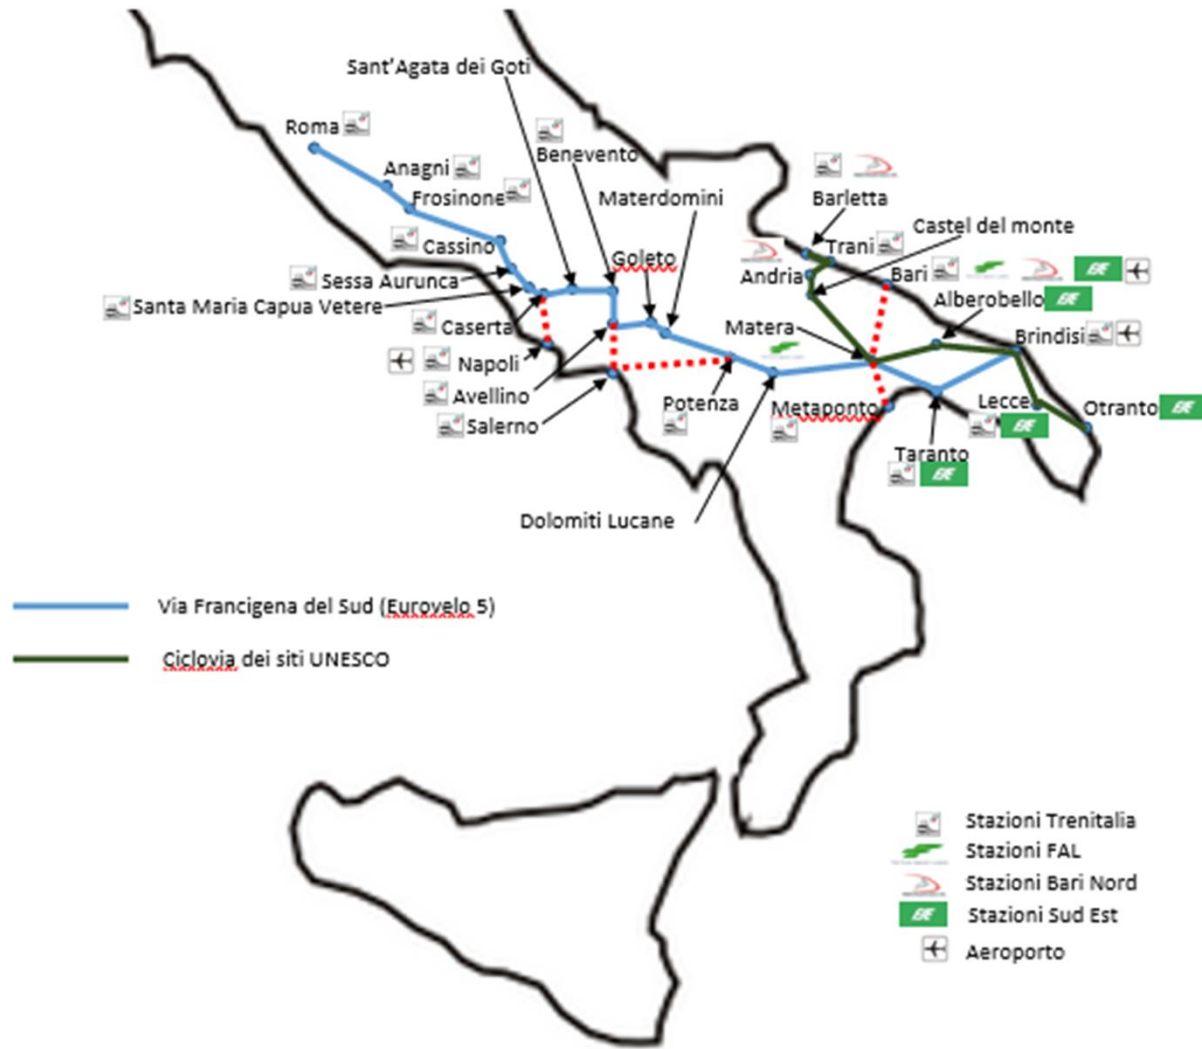 Sant'Agata dei Goti
Roma
Benevento
Anagni
Frosinone
Materdomini
Barletta
Castel del monte
Cassino
Trani
Goleto
Andria
Bari
Sessa Aurunca
Alberobello
Santa Maria Capua Vetere
Caserta
Matera
Brindisi
Napoli
Avellino
Potenza
Metaponto
Lecce
Otranto
Salerno
Taranto
Dolomiti Lucane
Via Francigena del Sud (Eurovelo 5)
Ciclovia dei siti UNESCO
Stazioni Trenitalia
Stazioni FAL
Stazioni Bari Nord
Stazioni Sud Est
Aeroporto